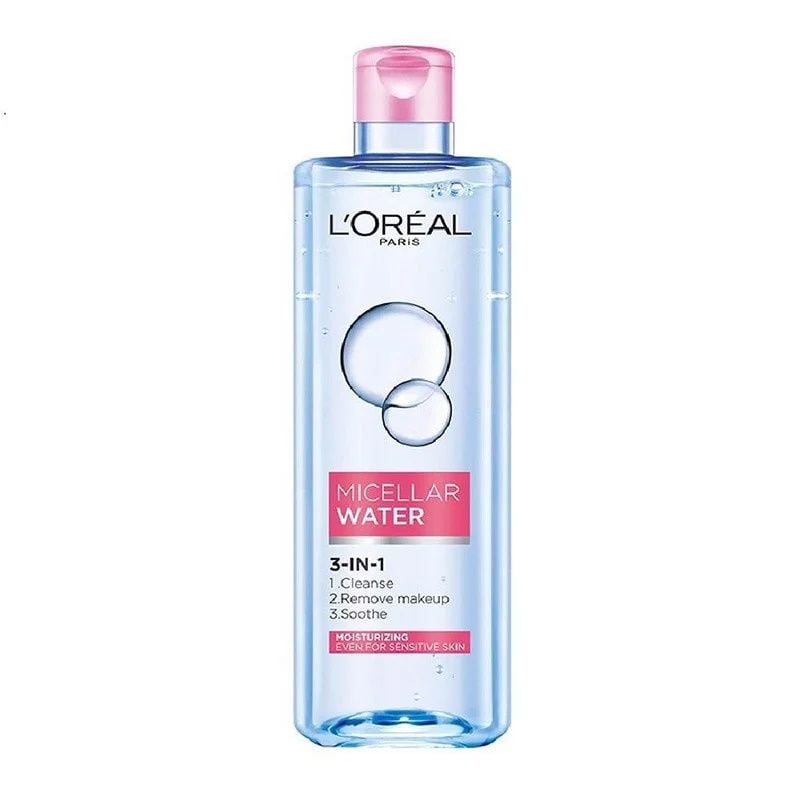 L'ORÉAL
PARIS
MICELLAR
WATER
3-IN-1
1.Cleanse
2.Remove makeup
3.Soothe
MOISTURIZING
EVEN FOR SENSITIVE SKIN